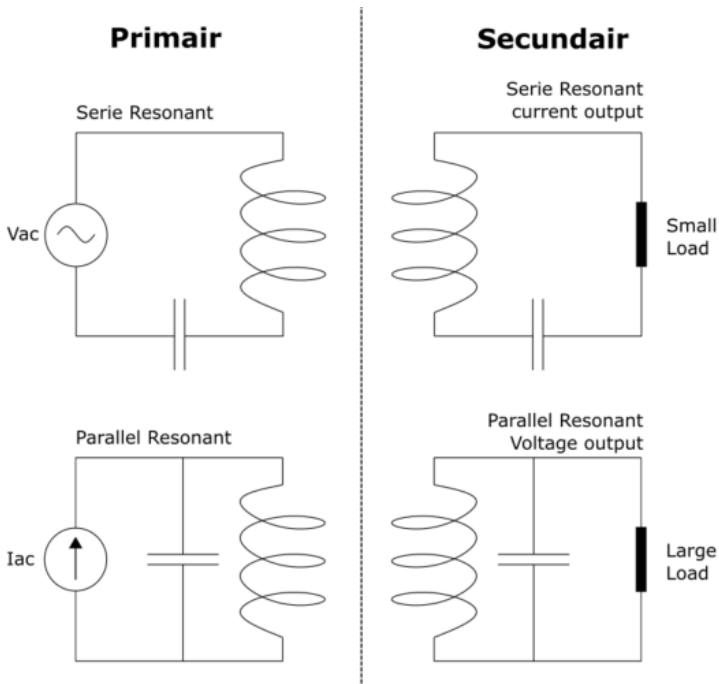 Primair
Secundair
Serie Resonant
Serie Resonant
current output
Vac
Small
Load
Parallel Resonant
Parallel Resonant
Voltage output
Iac
Large
Load